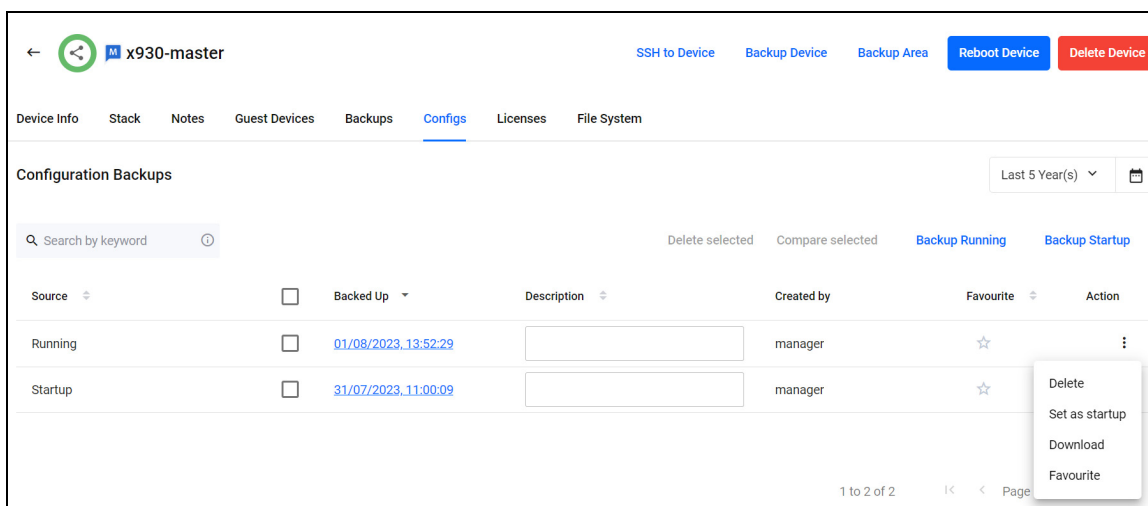 M x930-master SSH to Device Backup Device Backup Area Reboot Device Delete Device
Device Info Stack Notes Guest Devices Backups Configs Licenses File System
Configuration Backups Last 5 Year(s)
Search by keyword Delete selected Compare selected Backup Running Backup Startup
Source Backed Up Description Created by Favourite Action
Running 01/08/2023, 13:52:29 manager
Startup 31/07/2023, 11:00:09 manager
Delete
Set as startup
Download
Favourite
1 to 2 of 2 Page